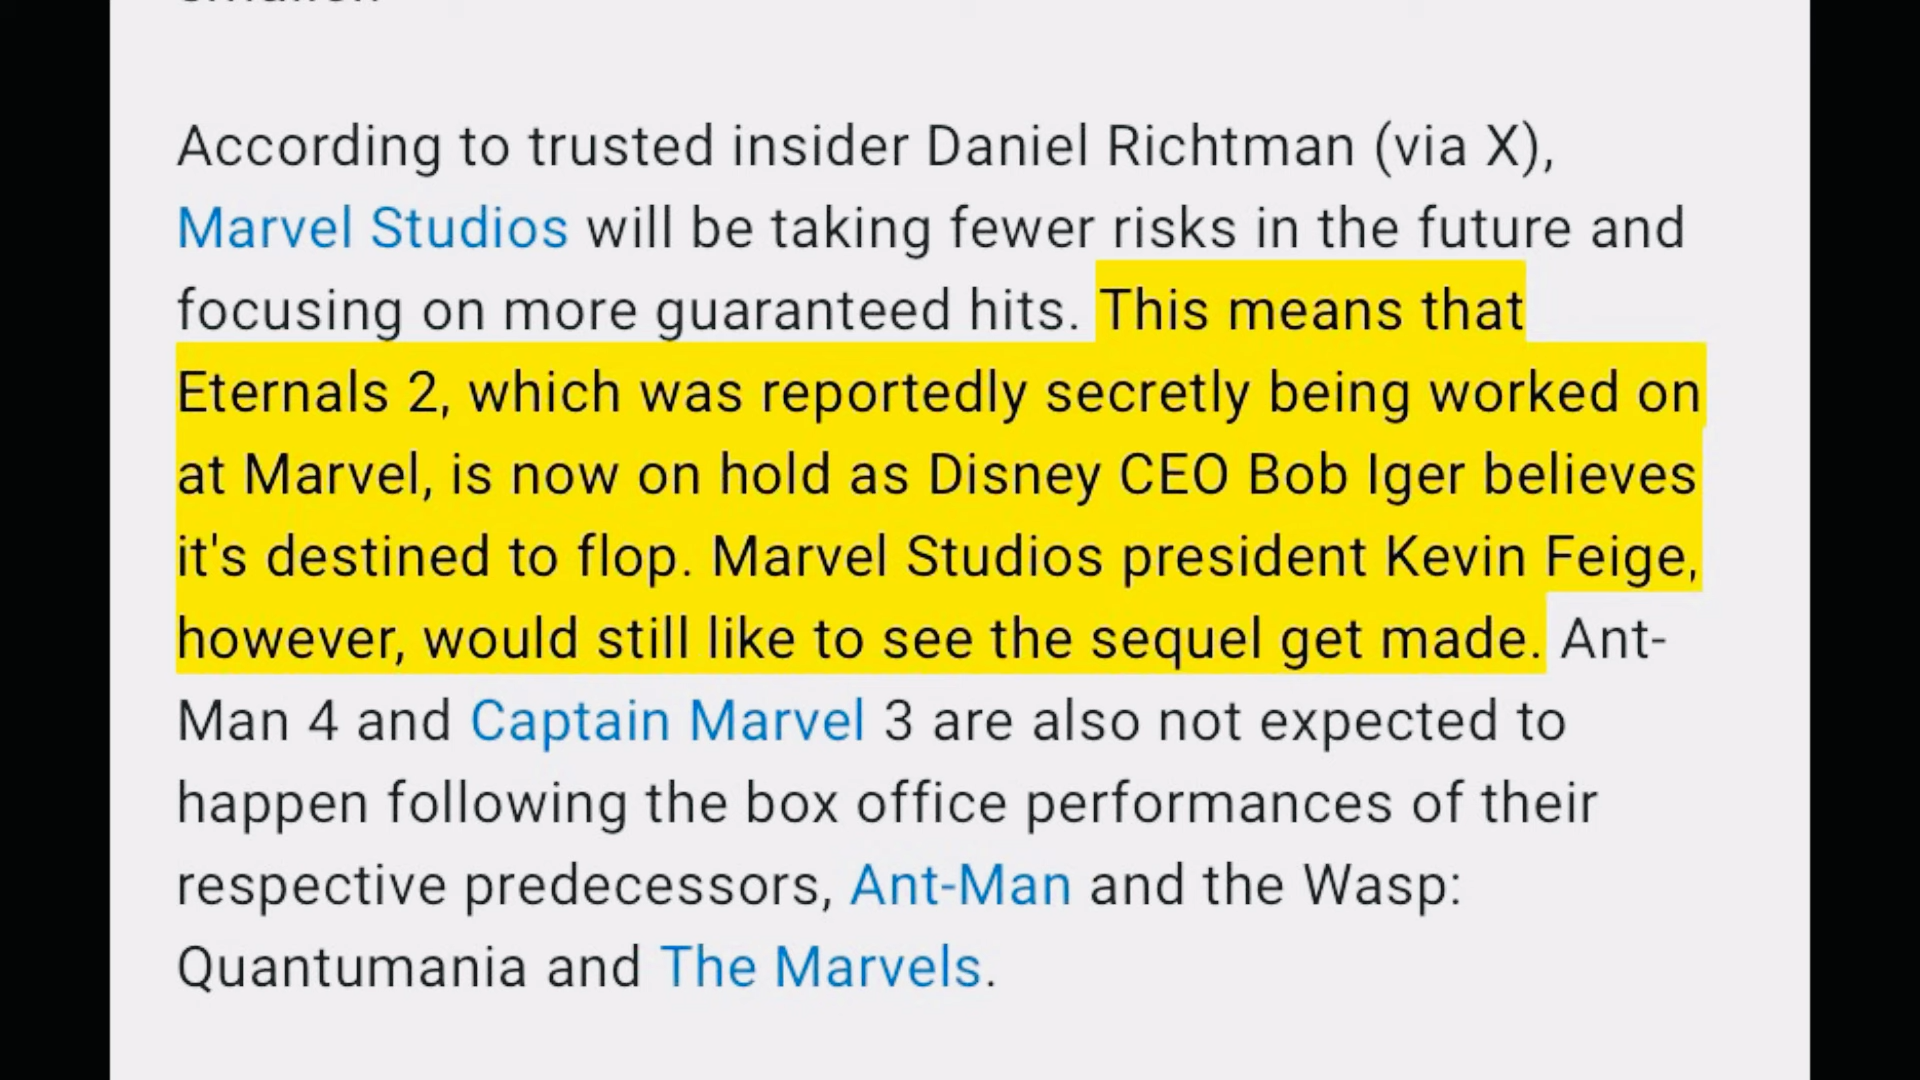 According to trusted insider Daniel Richtman (via X),
Marvel Studios will be taking fewer risks in the future and
focusing on more guaranteed hits. This means that
Eternals 2, which was reportedly secretly being worked on
at Marvel, is now on hold as Disney CEO Bob Iger believes
it's destined to flop. Marvel Studios president Kevin Feige,
however, would still like to see the sequel get made. Ant-
Man 4 and Captain Marvel 3 are also not expected to
happen following the box office performances of their
respective predecessors, Ant-Man and the Wasp:
Quantumania and The Marvels.